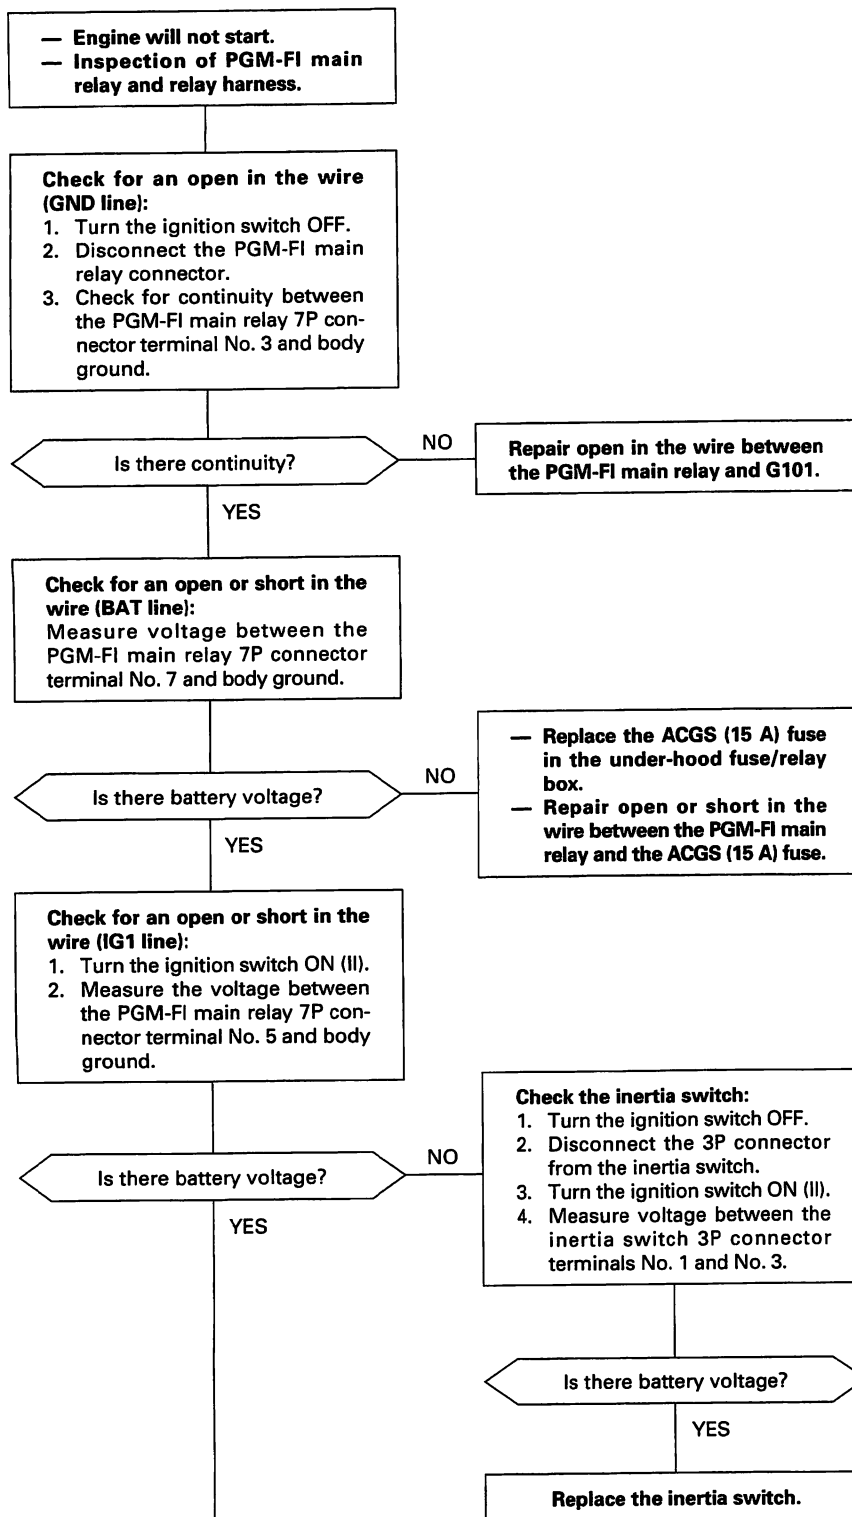 — Engine will not start.
— Inspection of PGM-FI main
relay and relay harness.
Check for an open in the wire
(GND line):
1. Turn the ignition switch OFF.
2. Disconnect the PGM-FI main
relay connector.
3. Check for continuity between
the PGM-FI main relay 7P con-
nector terminal No. 3 and body
ground.
Is there continuity?
NO
Repair open in the wire between
the PGM-FI main relay and G101.
YES
Check for an open or short in the
wire (BAT line):
Measure voltage between the
PGM-FI main relay 7P connector
terminal No. 7 and body ground.
Is there battery voltage?
NO
— Replace the ACGS (15 A) fuse
in the under-hood fuse/relay
box.
— Repair open or short in the
wire between the PGM-FI main
relay and the ACGS (15 A) fuse.
YES
Check for an open or short in the
wire (IG1 line):
1. Turn the ignition switch ON (II).
2. Measure the voltage between
the PGM-FI main relay 7P con-
nector terminal No. 5 and body
ground.
Is there battery voltage?
NO
Check the inertia switch:
1. Turn the ignition switch OFF.
2. Disconnect the 3P connector
from the inertia switch.
3. Turn the ignition switch ON (II).
4. Measure voltage between the
inertia switch 3P connector
terminals No. 1 and No. 3.
YES
Is there battery voltage?
YES
Replace the inertia switch.